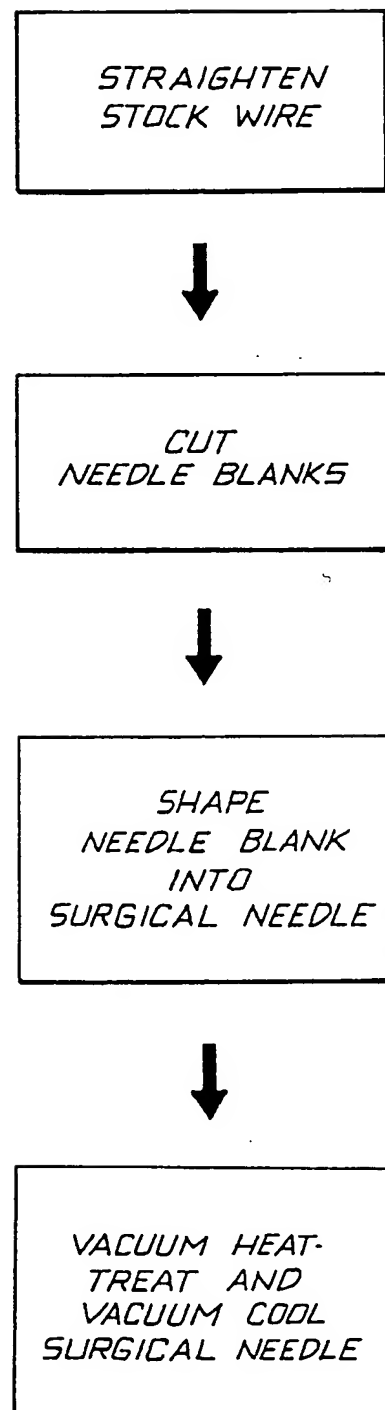 STRAIGHTEN
STOCK WIRE
CUT
NEEDLE BLANKS
SHAPE
NEEDLE BLANK
INTO
SURGICAL NEEDLE
VACUUM HEAT-
TREAT AND
VACUUM COOL
SURGICAL NEEDLE